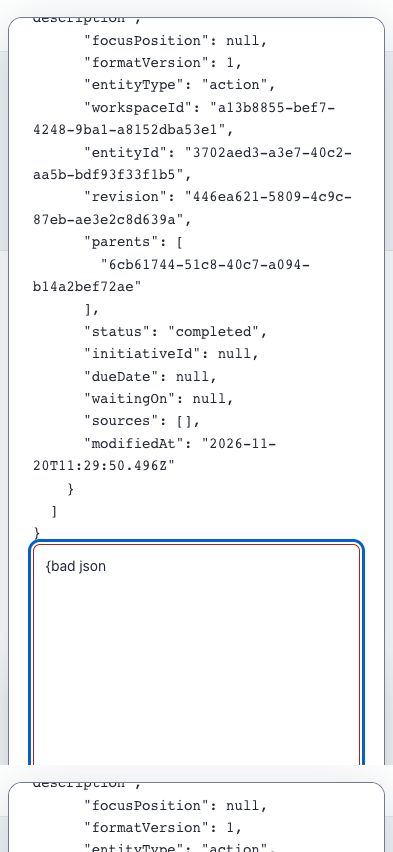 description",
"focusPosition": null,
"formatVersion": 1,
"entityType": "action",
"workspaceId": "a13b8855-bef7-
4248-9ba1-a8152dba53e1",
"entityId": "3702aed3-a3e7-40c2-
aa5b-bdf93f33f1b5",
"revision": "446ea621-5809-4c9c-
87eb-ae3e2c8d639a",
"parents": [
"6cb61744-51c8-40c7-a094-
b14a2bef72ae"
],
"status": "completed",
"initiativeId": null,
"dueDate": null,
"waitingOn": null,
"sources": [],
"modifiedAt": "2026-11-
20T11:29:50.496Z"
}
]
}
{bad json
description",
"focusPosition": null,
"formatVersion": 1,
"entityType": "action",